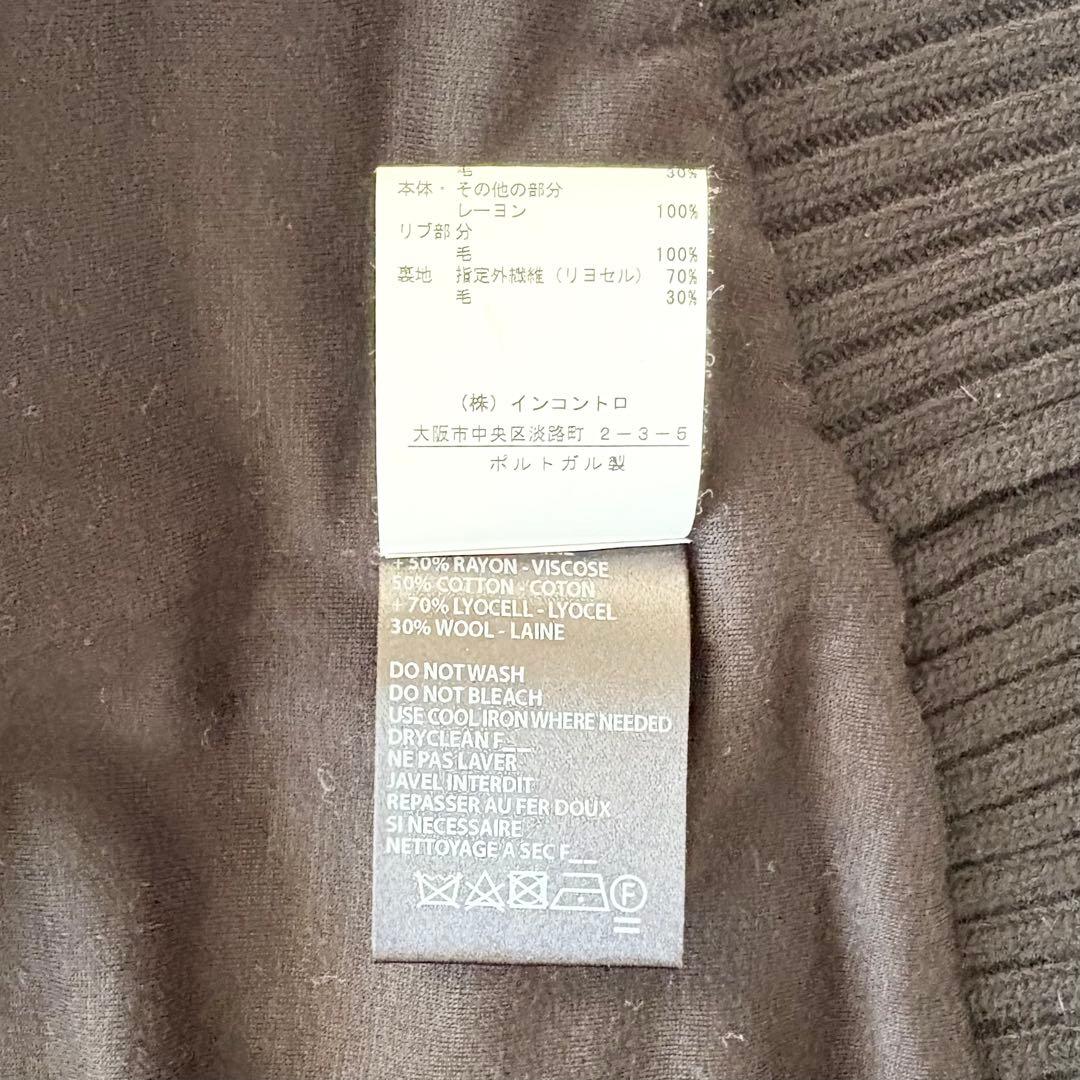 毛 30%
本体・その他の部分
レーヨン 100%
リブ部分
毛 100%
裏地 指定外繊維（リヨセル） 70%
毛 30%
（株）インコントロ
大阪市中央区淡路町 2－3－5
ポルトガル製
+ 50% RAYON - VISCOSE
50% COTTON - COTON
+ 70% LYOCELL - LYOCEL
30% WOOL - LAINE
DO NOT WASH
DO NOT BLEACH
USE COOL IRON WHERE NEEDED
DRYCLEAN F__
NE PAS LAVER
JAVEL INTERDIT
REPASSER AU FER DOUX
SI NECESSAIRE
NETTOYAGE A SEC F__
F